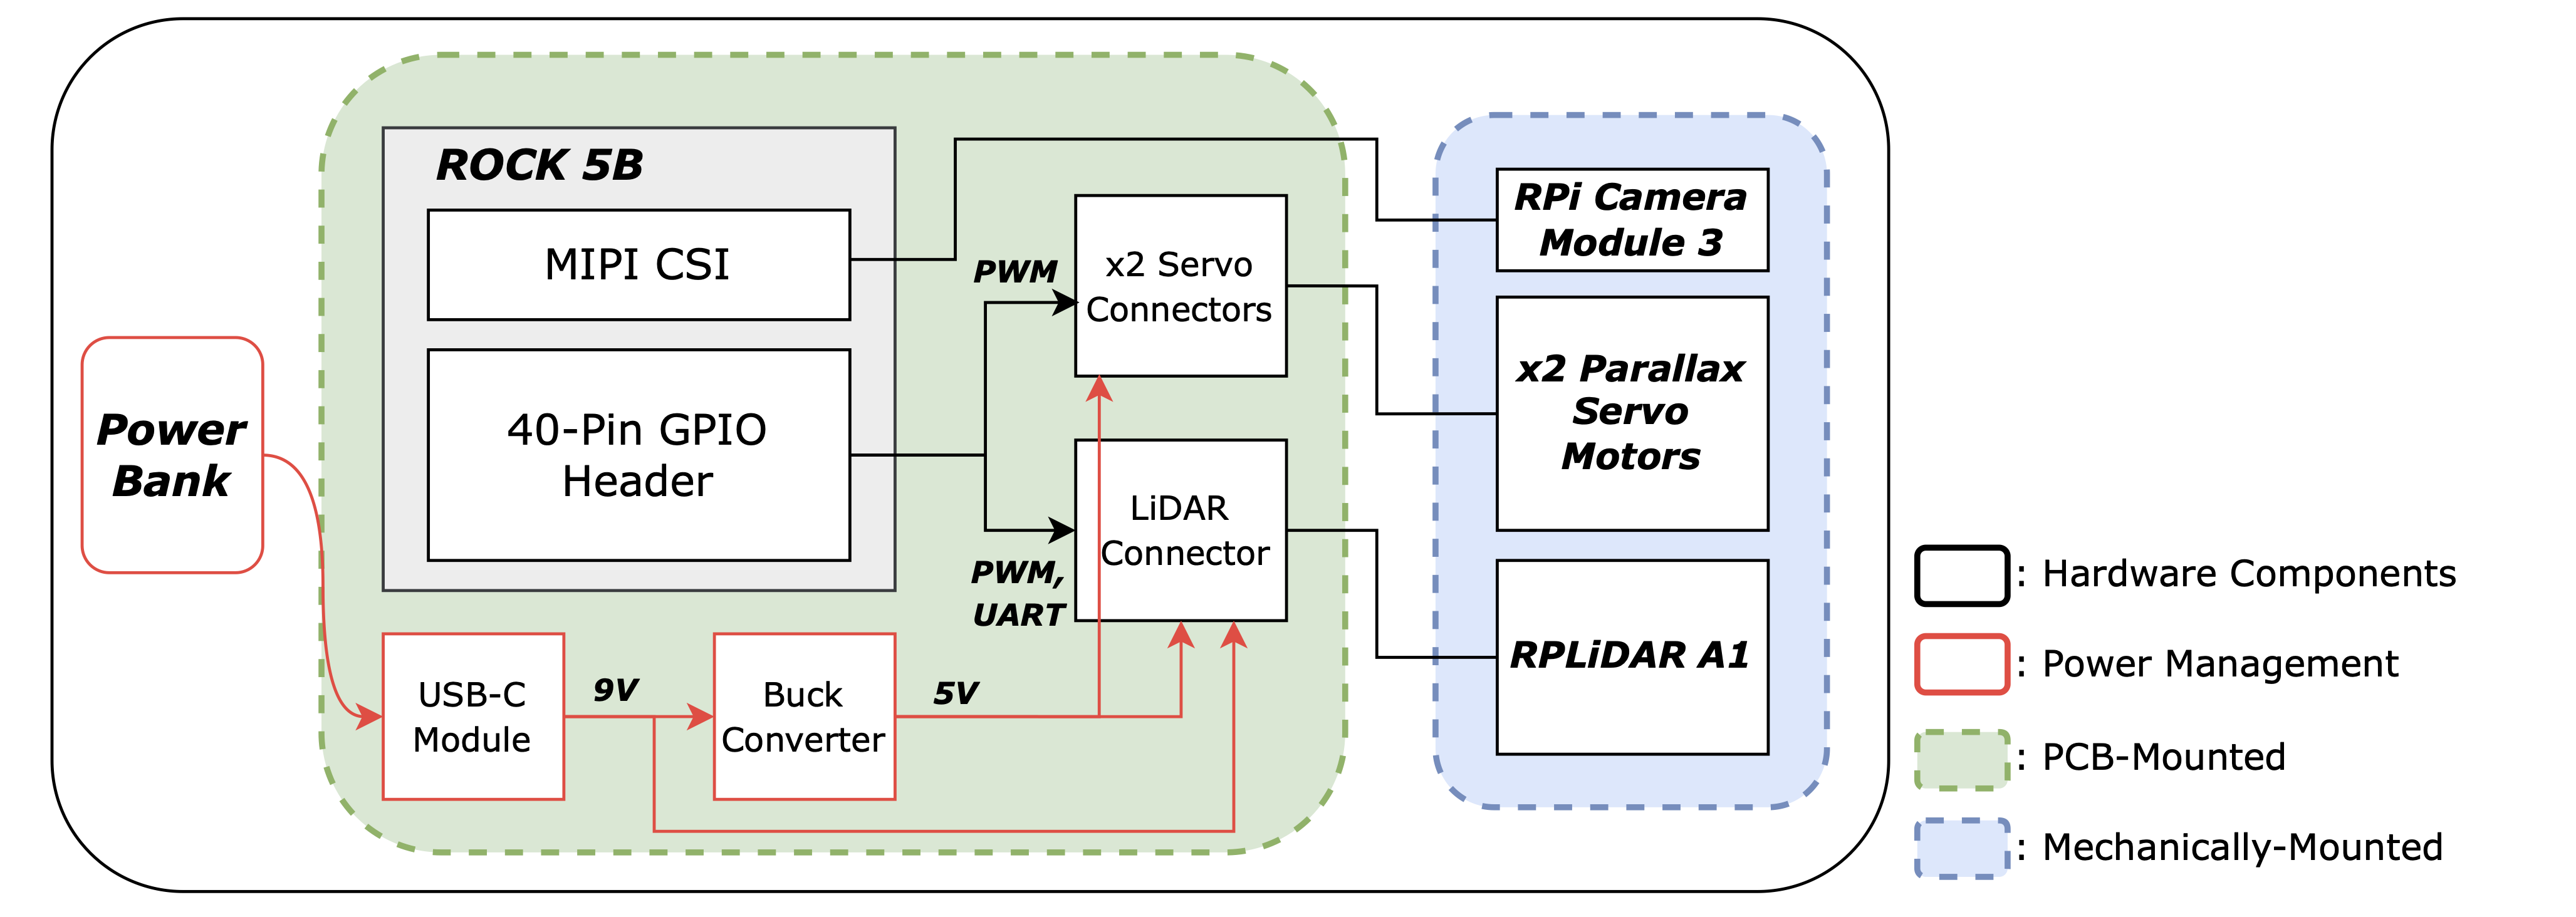 ROCK 5B
MIPI CSI
40-Pin GPIO
Header
Power
Bank
USB-C
Module
9V
Buck
Converter
5V
PWM
x2 Servo
Connectors
PWM,
UART
LiDAR
Connector
RPi Camera
Module 3
x2 Parallax
Servo
Motors
RPLiDAR A1
: Hardware Components
: Power Management
: PCB-Mounted
: Mechanically-Mounted